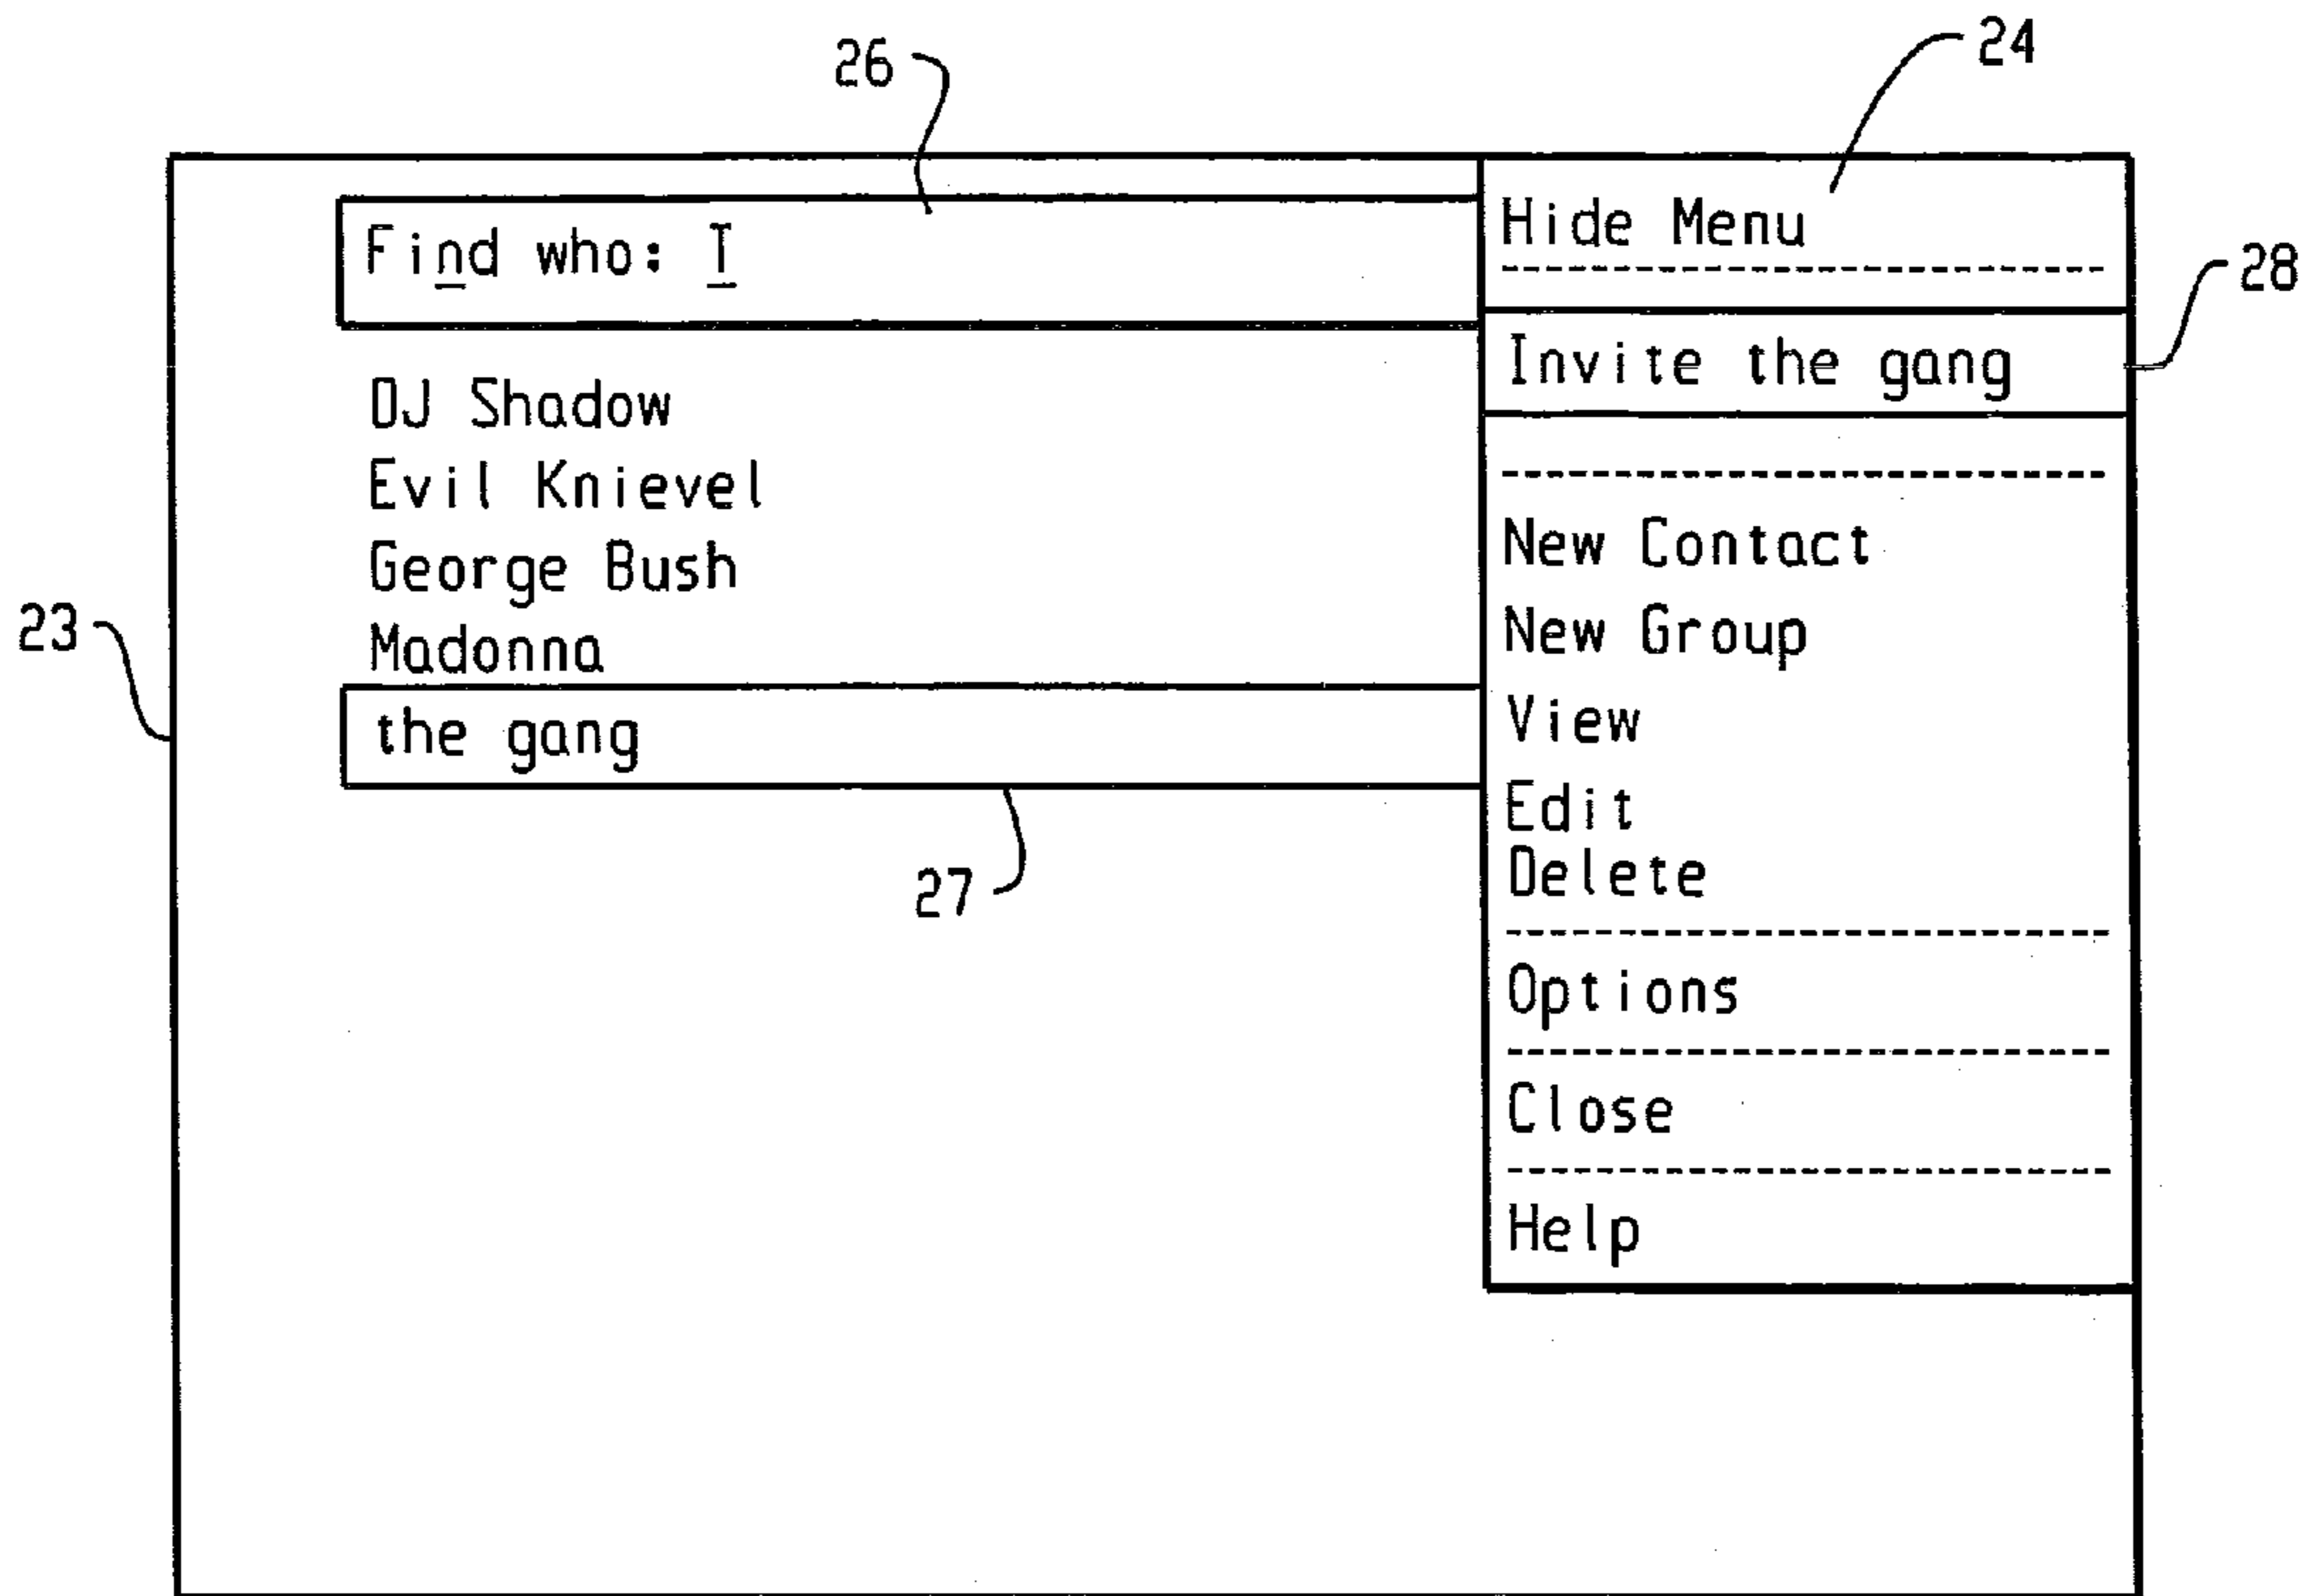 26
24
Find who: I
Hide Menu
28
Invite the gang
DJ Shadow
Evil Knievel
George Bush
Madonna
the gang
23
27
New Contact
New Group
View
Edit
Delete
Options
Close
Help